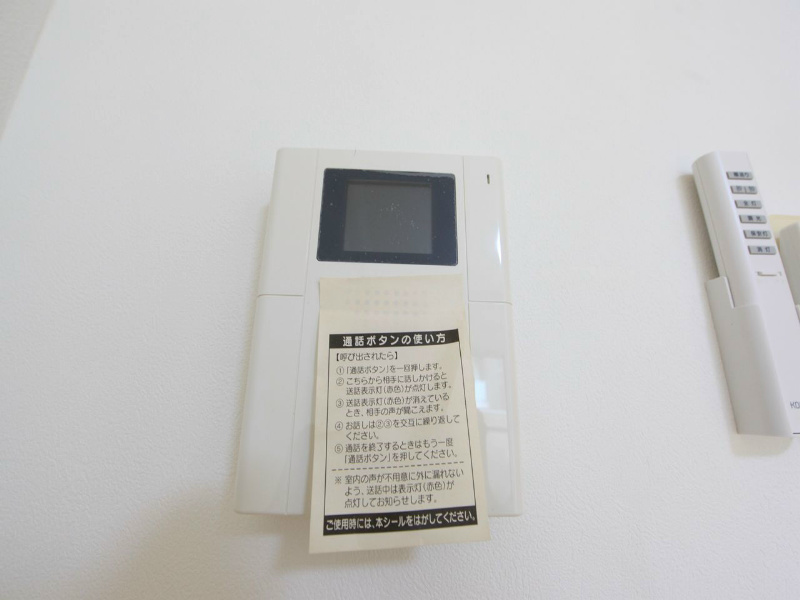 通話ボタンの使い方
【呼び出されたら】
①「通話ボタン」を一回押します。
②こちらから相手に話しかけると
送話表示灯(赤色)が点灯します。
③送話表示灯(赤色)が消えている
とき、相手の声が聞こえます。
④お話しは②③を交互に繰り返して
ください。
⑤通話を終了するときはもう一度
「通話ボタン」を押してください。
※室内の声が不用意に外に漏れない
よう、送話中は表示灯(赤色)が
点灯してお知らせします。
ご使用時には、本シールをはがしてください。
全灯
保安灯
消灯